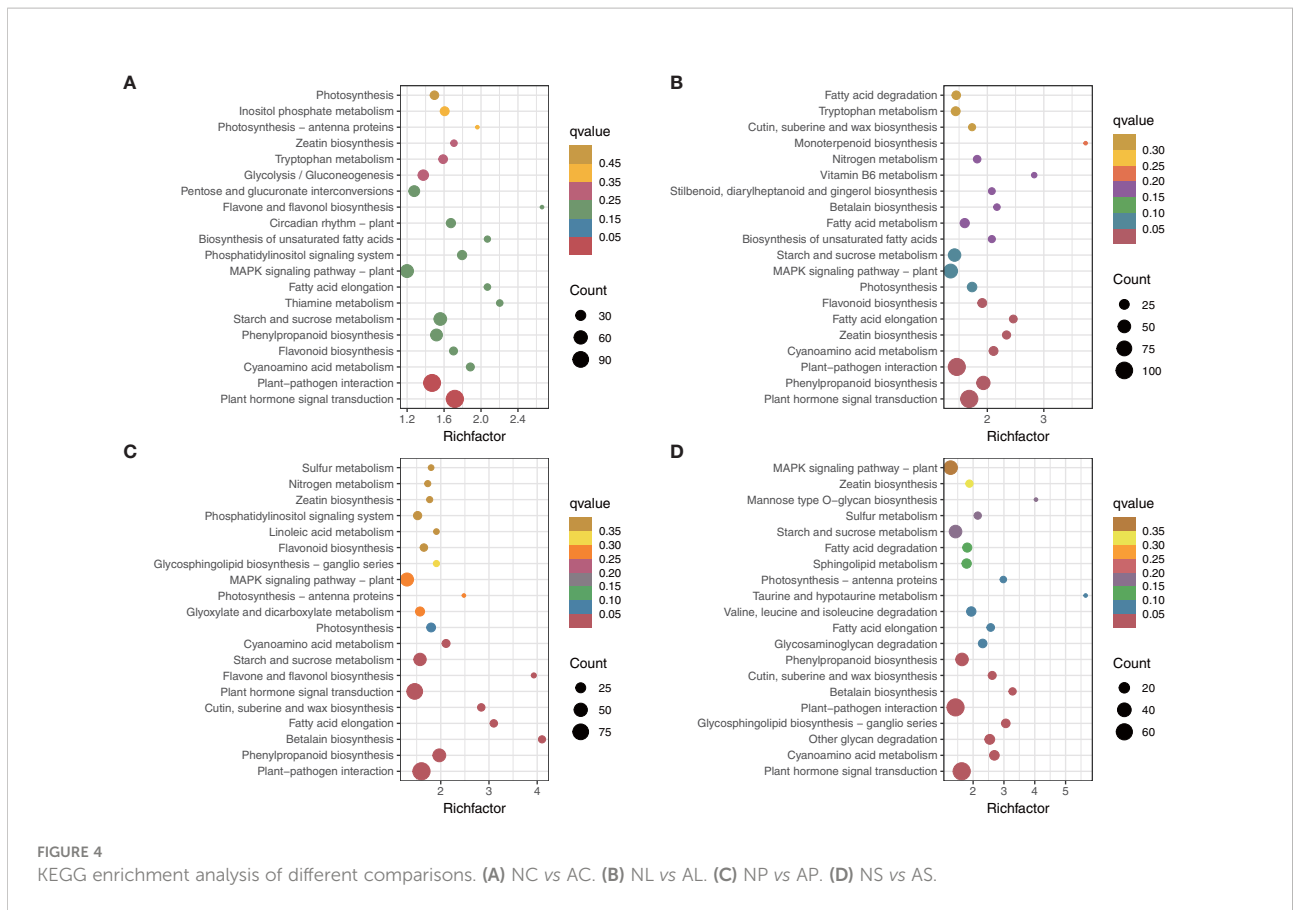 A
Photosynthesis
Inositol phosphate metabolism
Photosynthesis − antenna proteins
Zeatin biosynthesis
Tryptophan metabolism
Glycolysis / Gluconeogenesis
Pentose and glucuronate interconversions
Flavone and flavonol biosynthesis
Circadian rhythm − plant
Biosynthesis of unsaturated fatty acids
Phosphatidylinositol signaling system
MAPK signaling pathway − plant
Fatty acid elongation
Thiamine metabolism
Starch and sucrose metabolism
Phenylpropanoid biosynthesis
Flavonoid biosynthesis
Cyanoamino acid metabolism
Plant−pathogen interaction
Plant hormone signal transduction
1.2 1.6 2.0 2.4
Richfactor
qvalue
0.45
0.35
0.25
0.15
0.05
Count
30
60
90
B
Fatty acid degradation
Tryptophan metabolism
Cutin, suberine and wax biosynthesis
Monoterpenoid biosynthesis
Nitrogen metabolism
Vitamin B6 metabolism
Stilbenoid, diarylheptanoid and gingerol biosynthesis
Betalain biosynthesis
Fatty acid metabolism
Biosynthesis of unsaturated fatty acids
Starch and sucrose metabolism
MAPK signaling pathway − plant
Photosynthesis
Flavonoid biosynthesis
Fatty acid elongation
Zeatin biosynthesis
Cyanoamino acid metabolism
Plant−pathogen interaction
Phenylpropanoid biosynthesis
Plant hormone signal transduction
2 3
Richfactor
qvalue
0.30
0.25
0.20
0.15
0.10
0.05
Count
25
50
75
100
C
Sulfur metabolism
Nitrogen metabolism
Zeatin biosynthesis
Phosphatidylinositol signaling system
Linoleic acid metabolism
Flavonoid biosynthesis
Glycosphingolipid biosynthesis − ganglio series
MAPK signaling pathway − plant
Photosynthesis − antenna proteins
Glyoxylate and dicarboxylate metabolism
Photosynthesis
Cyanoamino acid metabolism
Starch and sucrose metabolism
Flavone and flavonol biosynthesis
Plant hormone signal transduction
Cutin, suberine and wax biosynthesis
Fatty acid elongation
Betalain biosynthesis
Phenylpropanoid biosynthesis
Plant−pathogen interaction
2 3 4
Richfactor
qvalue
0.35
0.30
0.25
0.20
0.15
0.10
0.05
Count
25
50
75
D
MAPK signaling pathway − plant
Zeatin biosynthesis
Mannose type O−glycan biosynthesis
Sulfur metabolism
Starch and sucrose metabolism
Fatty acid degradation
Sphingolipid metabolism
Photosynthesis − antenna proteins
Taurine and hypotaurine metabolism
Valine, leucine and isoleucine degradation
Fatty acid elongation
Glycosaminoglycan degradation
Phenylpropanoid biosynthesis
Cutin, suberine and wax biosynthesis
Betalain biosynthesis
Plant−pathogen interaction
Glycosphingolipid biosynthesis − ganglio series
Other glycan degradation
Cyanoamino acid metabolism
Plant hormone signal transduction
2 3 4 5
Richfactor
qvalue
0.35
0.30
0.25
0.20
0.15
0.10
0.05
Count
20
40
60
FIGURE 4
KEGG enrichment analysis of different comparisons. (A) NC vs AC. (B) NL vs AL. (C) NP vs AP. (D) NS vs AS.